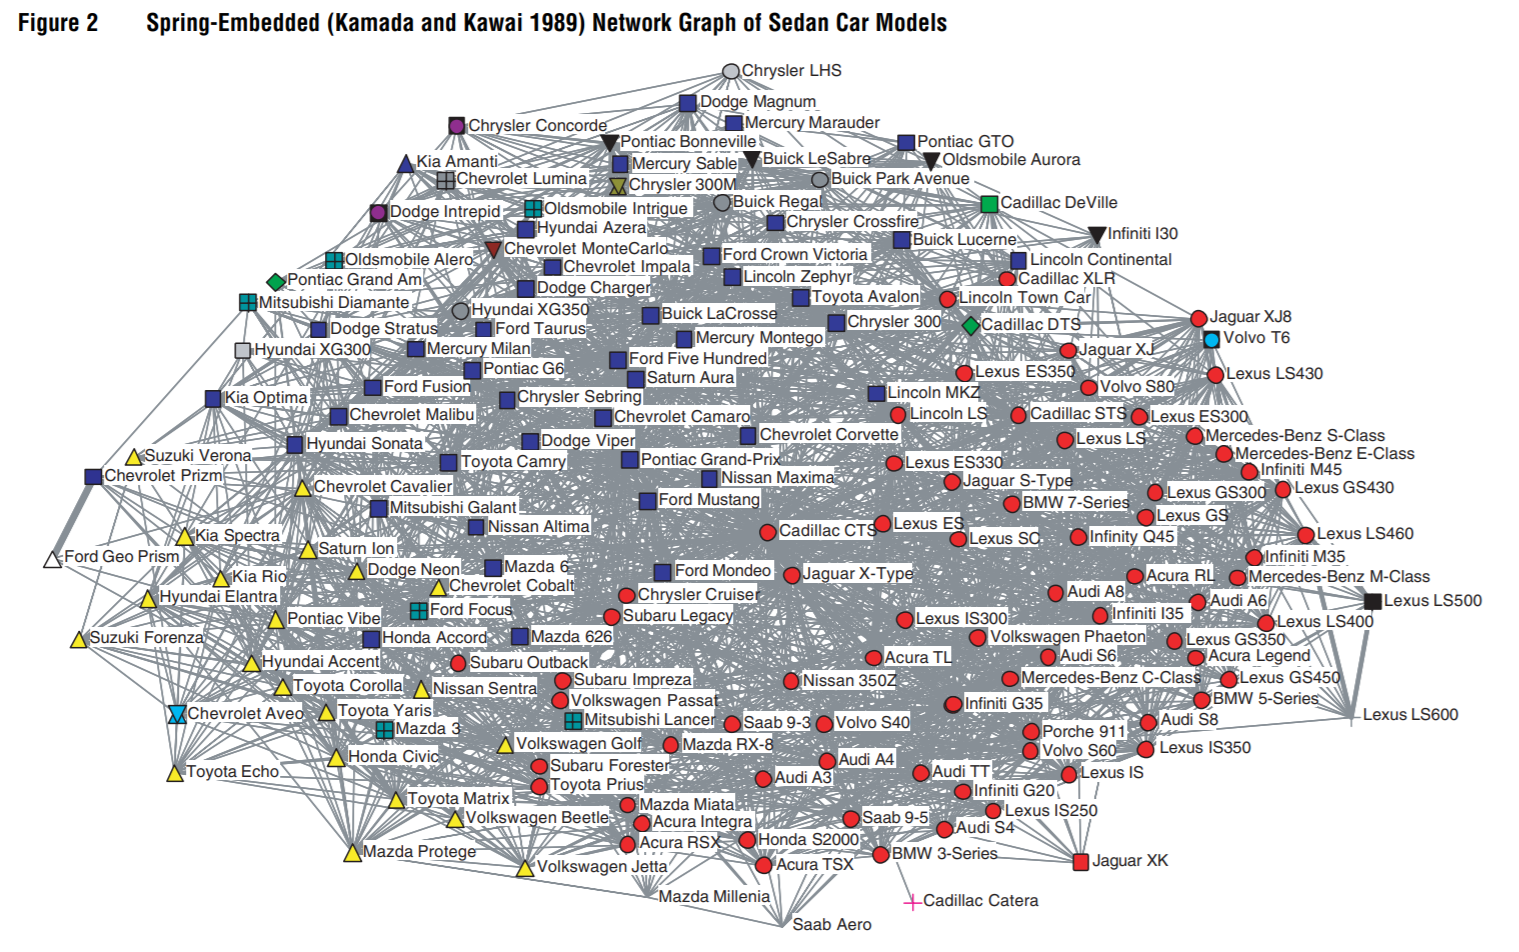 Figure 2 Spring-Embedded (Kamada and Kawai 1989) Network Graph of Sedan Car Models
Chrysler LHS
Dodge Magnum
Mercury Marauder
Chrysler Concorde
Pontiac Bonneville
Pontiac GTO
Kia Amanti
Mercury Sable
Buick LeSabre
Oldsmobile Aurora
Chevrolet Lumina
Chrysler 300M
Buick Park Avenue
Dodge Intrepid
Oldsmobile Intrigue
Buick Regal
Cadillac DeVille
Hyundai Azera
Chrysler Crossfire
Infiniti I30
Chevrolet MonteCarlo
Buick Lucerne
Oldsmobile Alero
Chevrolet Impala
Ford Crown Victoria
Lincoln Continental
Pontiac Grand Am
Dodge Charger
Lincoln Zephyr
Cadillac XLR
Mitsubishi Diamante
Hyundai XG350
Toyota Avalon
Lincoln Town Car
Dodge Stratus
Ford Taurus
Buick LaCrosse
Chrysler 300
Cadillac DTS
Jaguar XJ8
Hyundai XG300
Mercury Milan
Mercury Montego
Jaguar XJ
Volvo T6
Pontiac G6
Ford Five Hundred
Lexus ES350
Lexus LS430
Ford Fusion
Saturn Aura
Volvo S80
Kia Optima
Chrysler Sebring
Lincoln MKZ
Chevrolet Malibu
Chevrolet Camaro
Lincoln LS
Cadillac STS
Lexus ES300
Hyundai Sonata
Dodge Viper
Chevrolet Corvette
Lexus LS
Mercedes-Benz S-Class
Suzuki Verona
Toyota Camry
Pontiac Grand-Prix
Lexus ES330
Mercedes-Benz E-Class
Chevrolet Prizm
Nissan Maxima
Jaguar S-Type
Infiniti M45
Chevrolet Cavalier
Ford Mustang
BMW 7-Series
Lexus GS300
Lexus GS430
Mitsubishi Galant
Nissan Altima
Cadillac CTS
Lexus ES
Lexus GS
Kia Spectra
Lexus SC
Infinity Q45
Lexus LS460
Ford Geo Prism
Saturn Ion
Infiniti M35
Kia Rio
Dodge Neon
Mazda 6
Ford Mondeo
Jaguar X-Type
Acura RL
Mercedes-Benz M-Class
Hyundai Elantra
Chevrolet Cobalt
Chrysler Cruiser
Audi A8
Audi A6
Lexus LS500
Pontiac Vibe
Ford Focus
Subaru Legacy
Lexus IS300
Infiniti I35
Lexus LS400
Suzuki Forenza
Honda Accord
Mazda 626
Volkswagen Phaeton
Lexus GS350
Hyundai Accent
Subaru Outback
Acura TL
Audi S6
Acura Legend
Toyota Corolla
Nissan Sentra
Subaru Impreza
Nissan 350Z
Mercedes-Benz C-Class
Lexus GS450
Chevrolet Aveo
Toyota Yaris
Volkswagen Passat
Infiniti G35
BMW 5-Series
Mazda 3
Mitsubishi Lancer
Saab 9-3
Volvo S40
Audi S8
Lexus LS600
Honda Civic
Volkswagen Golf
Mazda RX-8
Porche 911
Toyota Echo
Subaru Forester
Audi A4
Volvo S60
Lexus IS350
Toyota Prius
Audi A3
Audi TT
Lexus IS
Toyota Matrix
Mazda Miata
Infiniti G20
Volkswagen Beetle
Acura Integra
Saab 9-5
Lexus IS250
Mazda Protege
Acura RSX
Honda S2000
Audi S4
Volkswagen Jetta
Acura TSX
BMW 3-Series
Jaguar XK
Mazda Millenia
Cadillac Catera
Saab Aero